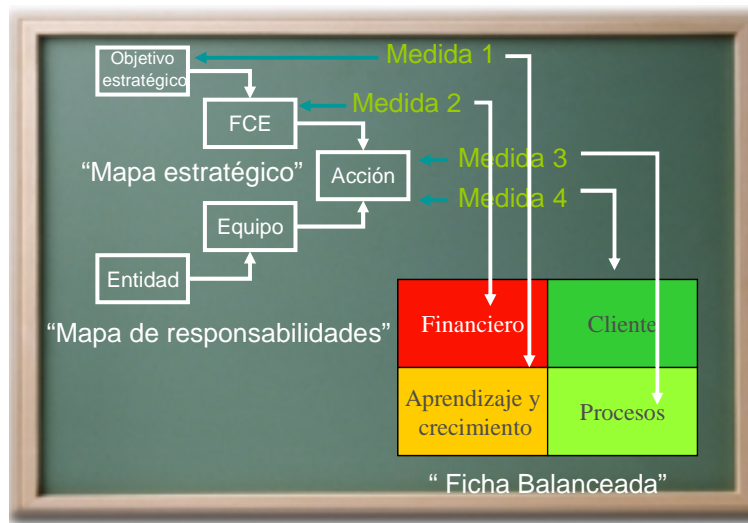 Objetivo
estratégico
Medida 1
Medida 2
FCE
Medida 3
"Mapa estratégico"
Acción
Medida 4
Equipo
Entidad
"Mapa de responsabilidades"
Financiero
Cliente
Aprendizaje y
crecimiento
Procesos
" Ficha Balanceada"